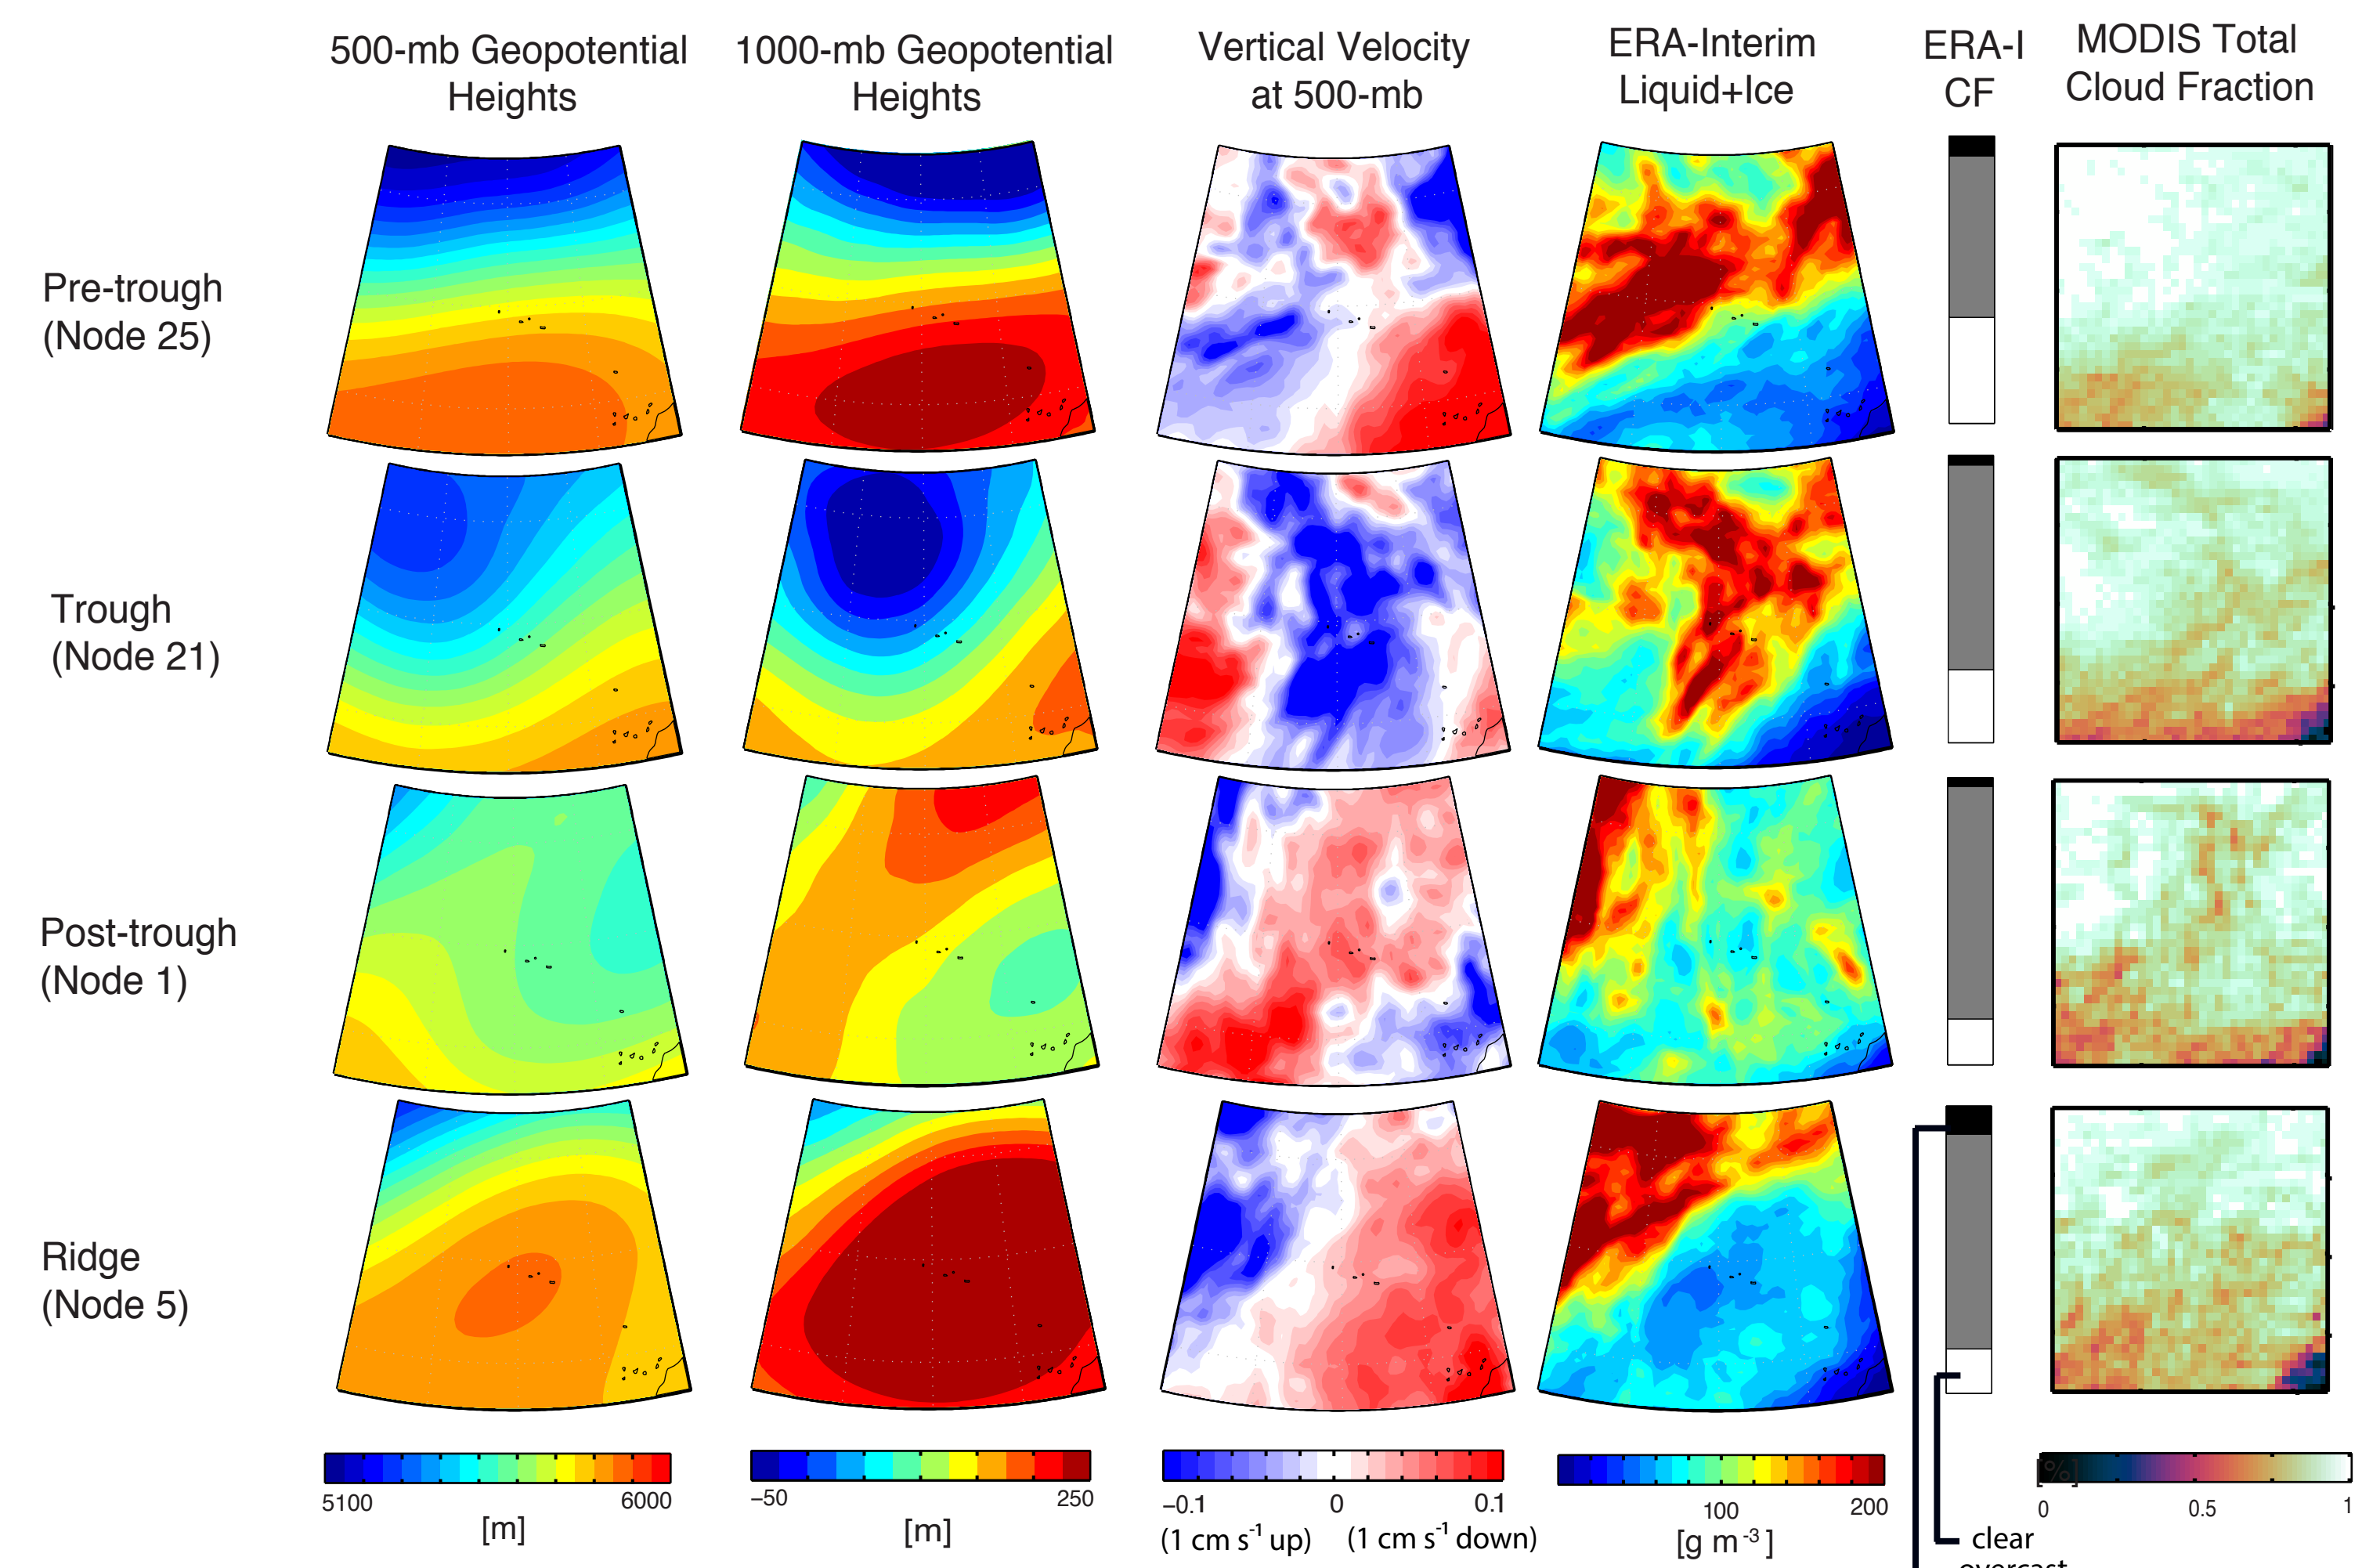 500-mb Geopotential
Heights
1000-mb Geopotential
Heights
Vertical Velocity
at 500-mb
ERA-Interim
Liquid+Ice
ERA-I
CF
MODIS Total
Cloud Fraction
Pre-trough
(Node 25)
Trough
(Node 21)
Post-trough
(Node 1)
Ridge
(Node 5)
5100 6000
[m]
−50 250
[m]
−0.1 0 0.1
(1 cm s⁻¹ up) (1 cm s⁻¹ down)
100 200
[g m⁻³]
[%]
0 0.5 1
clear
overcast